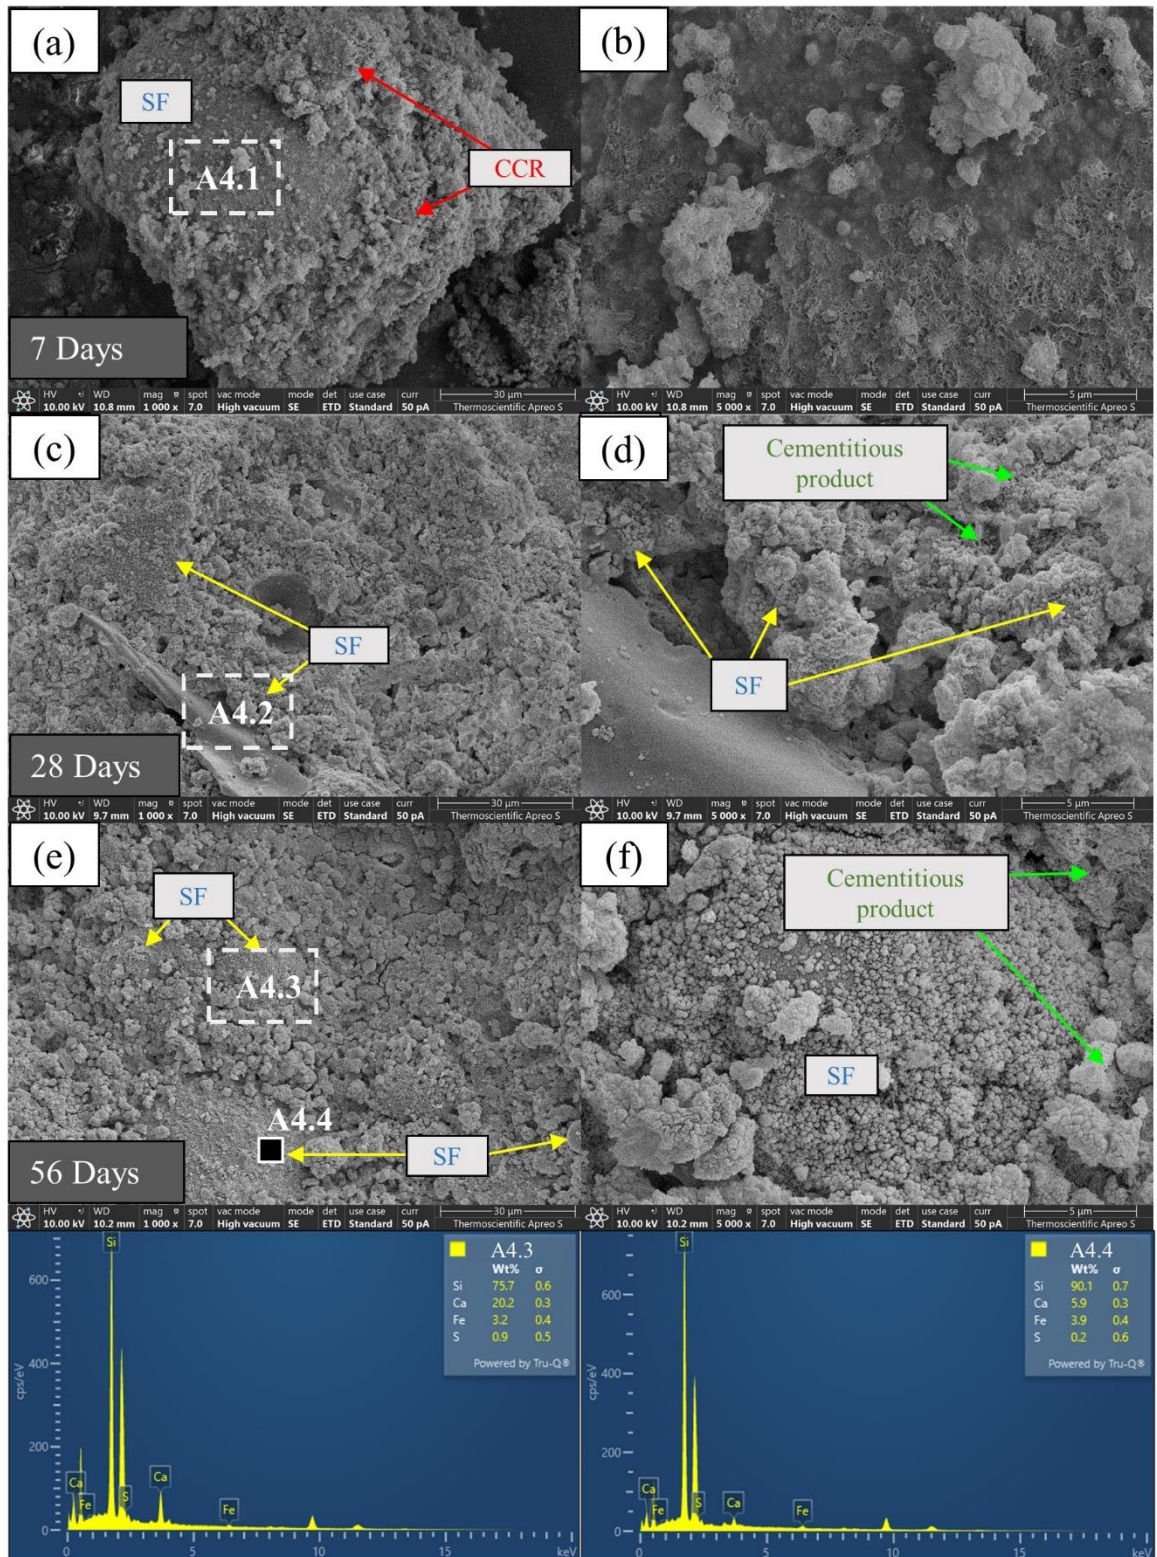 (a)
SF
A4.1
CCR
7 Days
(b)
HV WD mag spot vac mode mode det use case curr 30 µm
10.00 kV 10.8 mm 1 000 x 7.0 High vacuum SE ETD Standard 50 pA Thermoscientific Apreo S
HV WD mag spot vac mode mode det use case curr 5 µm
10.00 kV 10.8 mm 5 000 x 7.0 High vacuum SE ETD Standard 50 pA Thermoscientific Apreo S
(c)
SF
A4.2
28 Days
(d)
Cementitious
product
SF
HV WD mag spot vac mode mode det use case curr 30 µm
10.00 kV 9.7 mm 1 000 x 7.0 High vacuum SE ETD Standard 50 pA Thermoscientific Apreo S
HV WD mag spot vac mode mode det use case curr 5 µm
10.00 kV 9.7 mm 5 000 x 7.0 High vacuum SE ETD Standard 50 pA Thermoscientific Apreo S
(e)
SF
A4.3
A4.4
SF
56 Days
(f)
Cementitious
product
SF
HV WD mag spot vac mode mode det use case curr 30 µm
10.00 kV 10.2 mm 1 000 x 7.0 High vacuum SE ETD Standard 50 pA Thermoscientific Apreo S
HV WD mag spot vac mode mode det use case curr 5 µm
10.00 kV 10.2 mm 5 000 x 7.0 High vacuum SE ETD Standard 50 pA Thermoscientific Apreo S
Si
A4.3
Wt% σ
Si 75.7 0.6
Ca 20.2 0.3
Fe 3.2 0.4
S 0.9 0.5
Powered by Tru-Q®
cps/eV
600
400
200
0
Ca
Fe
S
Ca
Fe
0 5 10 15 keV
Si
A4.4
Wt% σ
Si 90.1 0.7
Ca 5.9 0.3
Fe 3.9 0.4
S 0.2 0.6
Powered by Tru-Q®
cps/eV
600
400
200
0
Ca
Fe
S
Ca
Fe
0 5 10 15 keV